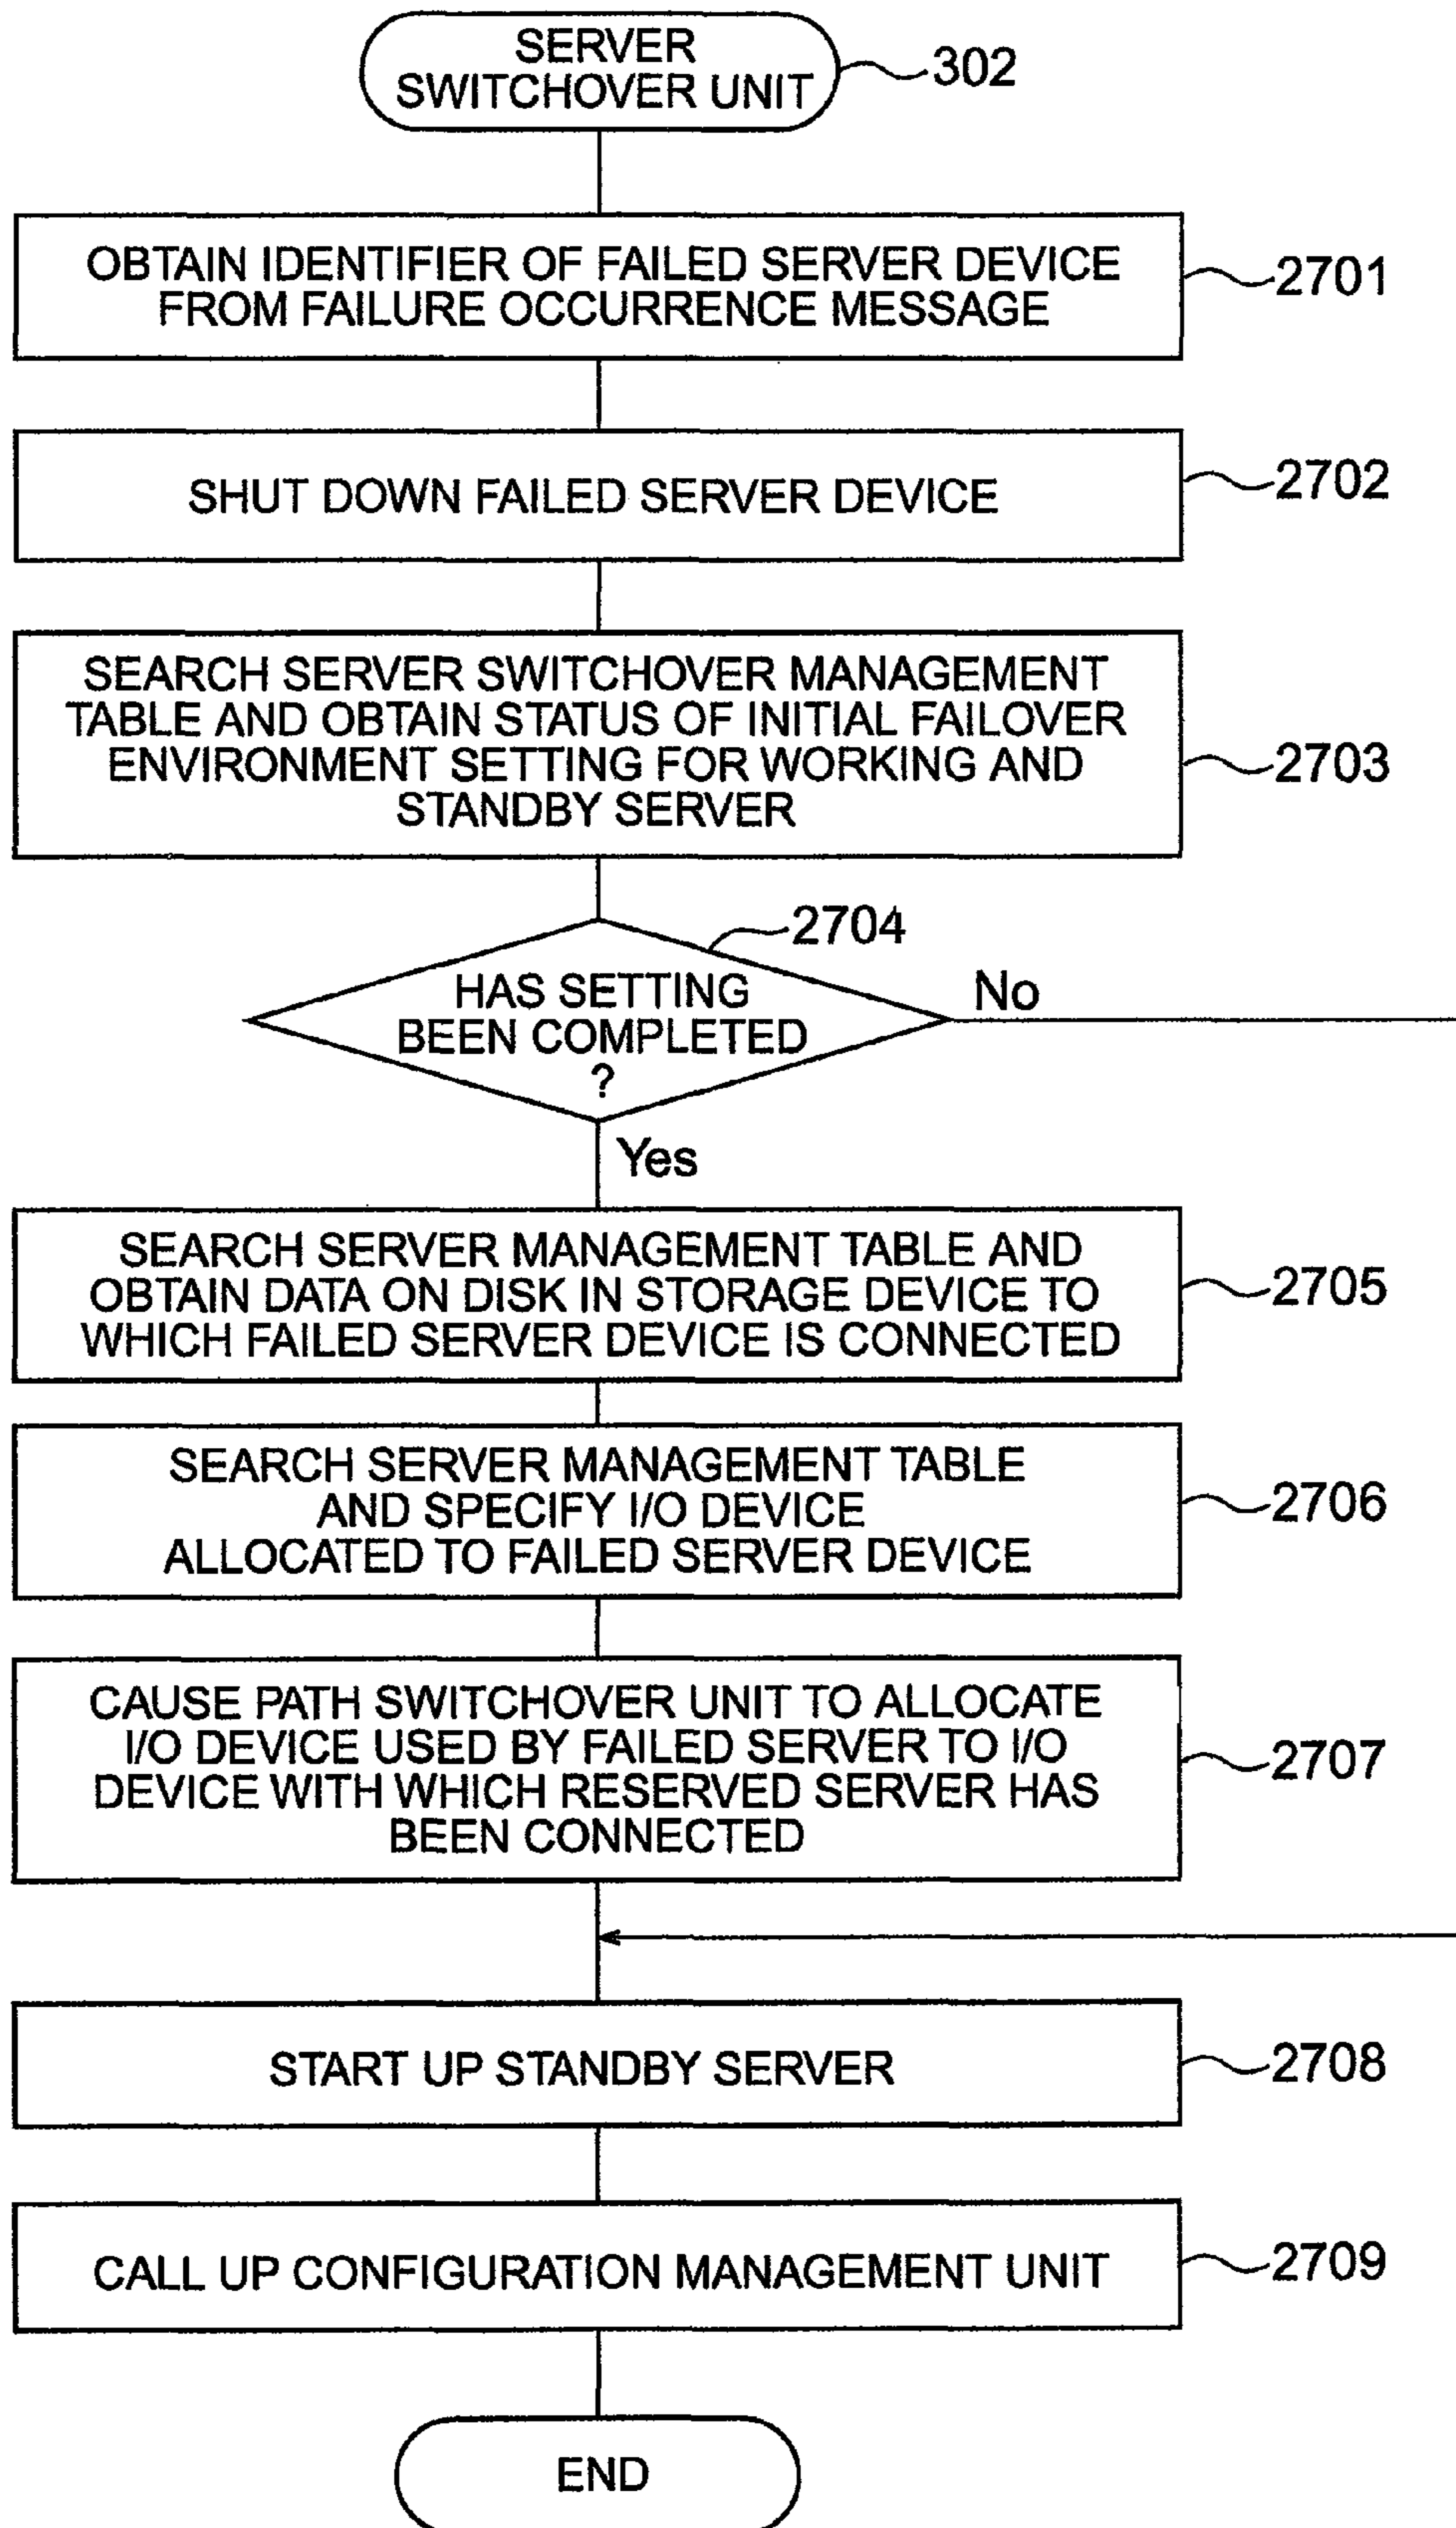 SERVER
SWITCHOVER UNIT
302
OBTAIN IDENTIFIER OF FAILED SERVER DEVICE
FROM FAILURE OCCURRENCE MESSAGE
2701
SHUT DOWN FAILED SERVER DEVICE
2702
SEARCH SERVER SWITCHOVER MANAGEMENT
TABLE AND OBTAIN STATUS OF INITIAL FAILOVER
ENVIRONMENT SETTING FOR WORKING AND
STANDBY SERVER
2703
2704
HAS SETTING
BEEN COMPLETED
?
No
Yes
SEARCH SERVER MANAGEMENT TABLE AND
OBTAIN DATA ON DISK IN STORAGE DEVICE TO
WHICH FAILED SERVER DEVICE IS CONNECTED
2705
SEARCH SERVER MANAGEMENT TABLE
AND SPECIFY I/O DEVICE
ALLOCATED TO FAILED SERVER DEVICE
2706
CAUSE PATH SWITCHOVER UNIT TO ALLOCATE
I/O DEVICE USED BY FAILED SERVER TO I/O
DEVICE WITH WHICH RESERVED SERVER HAS
BEEN CONNECTED
2707
START UP STANDBY SERVER
2708
CALL UP CONFIGURATION MANAGEMENT UNIT
2709
END